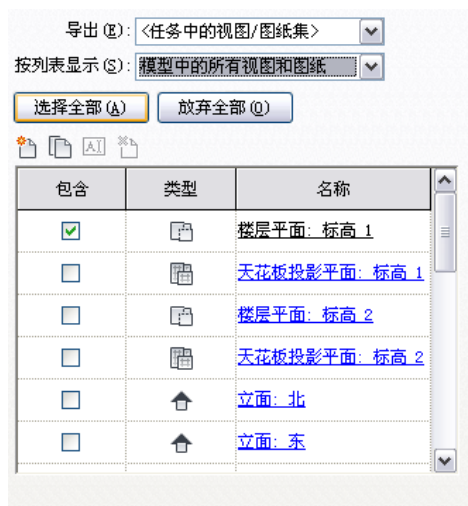 导出(E): <任务中的视图/图纸集>
按列表显示(S): 模型中的所有视图和图纸
选择全部(A) 放弃全部(O)
AI
包含 类型 名称
楼层平面: 标高 1
天花板投影平面: 标高 1
楼层平面: 标高 2
天花板投影平面: 标高 2
立面: 北
立面: 东